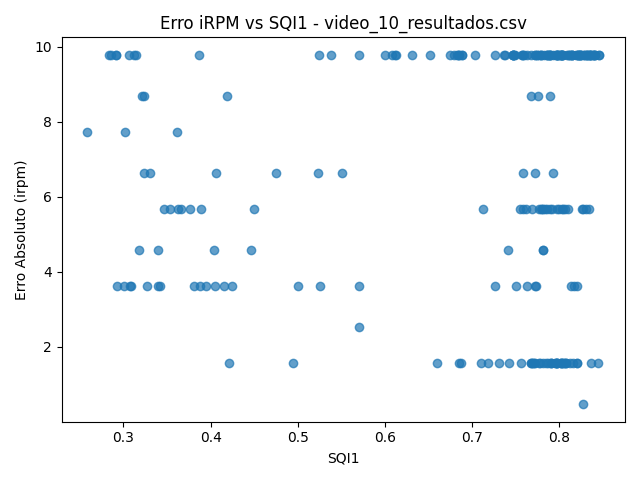 Erro iRPM vs SQI1 - video_10_resultados.csv
Erro Absoluto (irpm)
10
8
6
4
2
0.3 0.4 0.5 0.6 0.7 0.8
SQI1